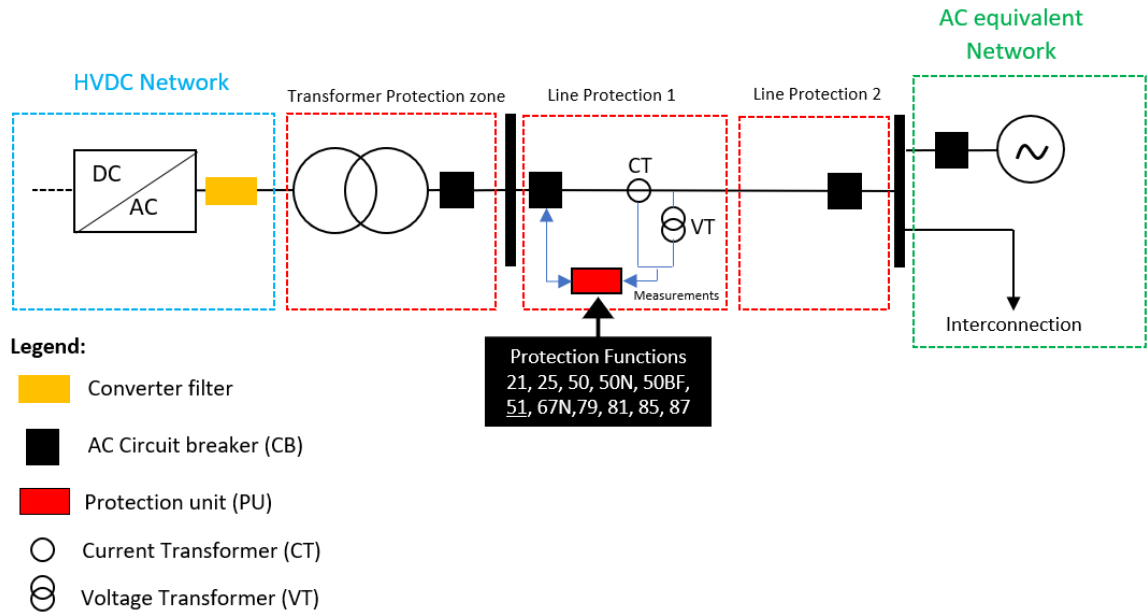 AC equivalent
Network
HVDC Network
Transformer Protection zone
Line Protection 1
Line Protection 2
DC
AC
CT
VT
Measurements
Interconnection
Protection Functions
21, 25, 50, 50N, 50BF,
51, 67N,79, 81, 85, 87
Legend:
Converter filter
AC Circuit breaker (CB)
Protection unit (PU)
Current Transformer (CT)
Voltage Transformer (VT)